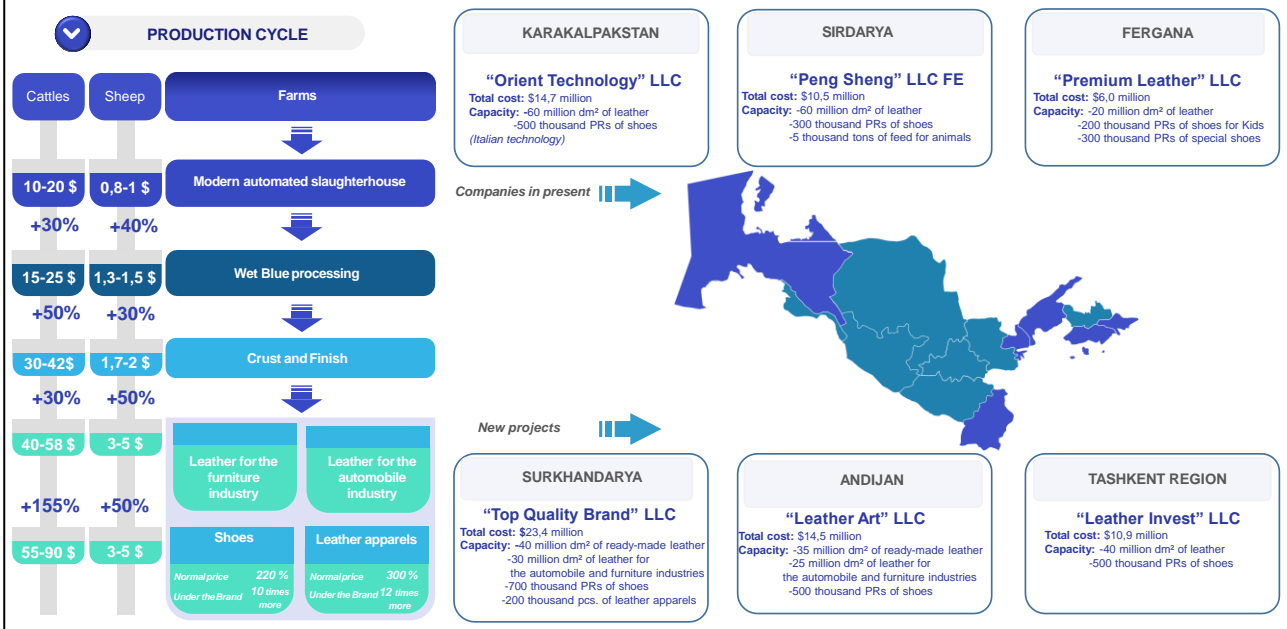 PRODUCTION CYCLE
Cattles
Sheep
Farms
10-20 $
0,8-1 $
Modern automated slaughterhouse
+30%
+40%
15-25 $
1,3-1,5 $
Wet Blue processing
+50%
+30%
30-42$
1,7-2 $
Crust and Finish
+30%
+50%
40-58 $
3-5 $
Leather for the
furniture
industry
Leather for the
automobile
industry
+155%
+50%
55-90 $
3-5 $
Shoes
Normal price 220 %
Under the Brand 10 times
more
Leather apparels
Normal price 300 %
Under the Brand 12 times
more
KARAKALPAKSTAN
“Orient Technology” LLC
Total cost: $14,7 million
Capacity: -60 million dm² of leather
-500 thousand PRs of shoes
(Italian technology)
SIRDARYA
“Peng Sheng” LLC FE
Total cost: $10,5 million
Capacity: -60 million dm² of leather
-300 thousand PRs of shoes
-5 thousand tons of feed for animals
FERGANA
“Premium Leather” LLC
Total cost: $6,0 million
Capacity: -20 million dm² of leather
-200 thousand PRs of shoes for Kids
-300 thousand PRs of special shoes
Companies in present
New projects
SURKHANDARYA
“Top Quality Brand” LLC
Total cost: $23,4 million
Capacity: -40 million dm² of ready-made leather
-30 million dm² of leather for
the automobile and furniture industries
-700 thousand PRs of shoes
-200 thousand pcs. of leather apparels
ANDIJAN
“Leather Art” LLC
Total cost: $14,5 million
Capacity: -35 million dm² of ready-made leather
-25 million dm² of leather for
the automobile and furniture industries
-500 thousand PRs of shoes
TASHKENT REGION
“Leather Invest” LLC
Total cost: $10,9 million
Capacity: -40 million dm² of leather
-500 thousand PRs of shoes